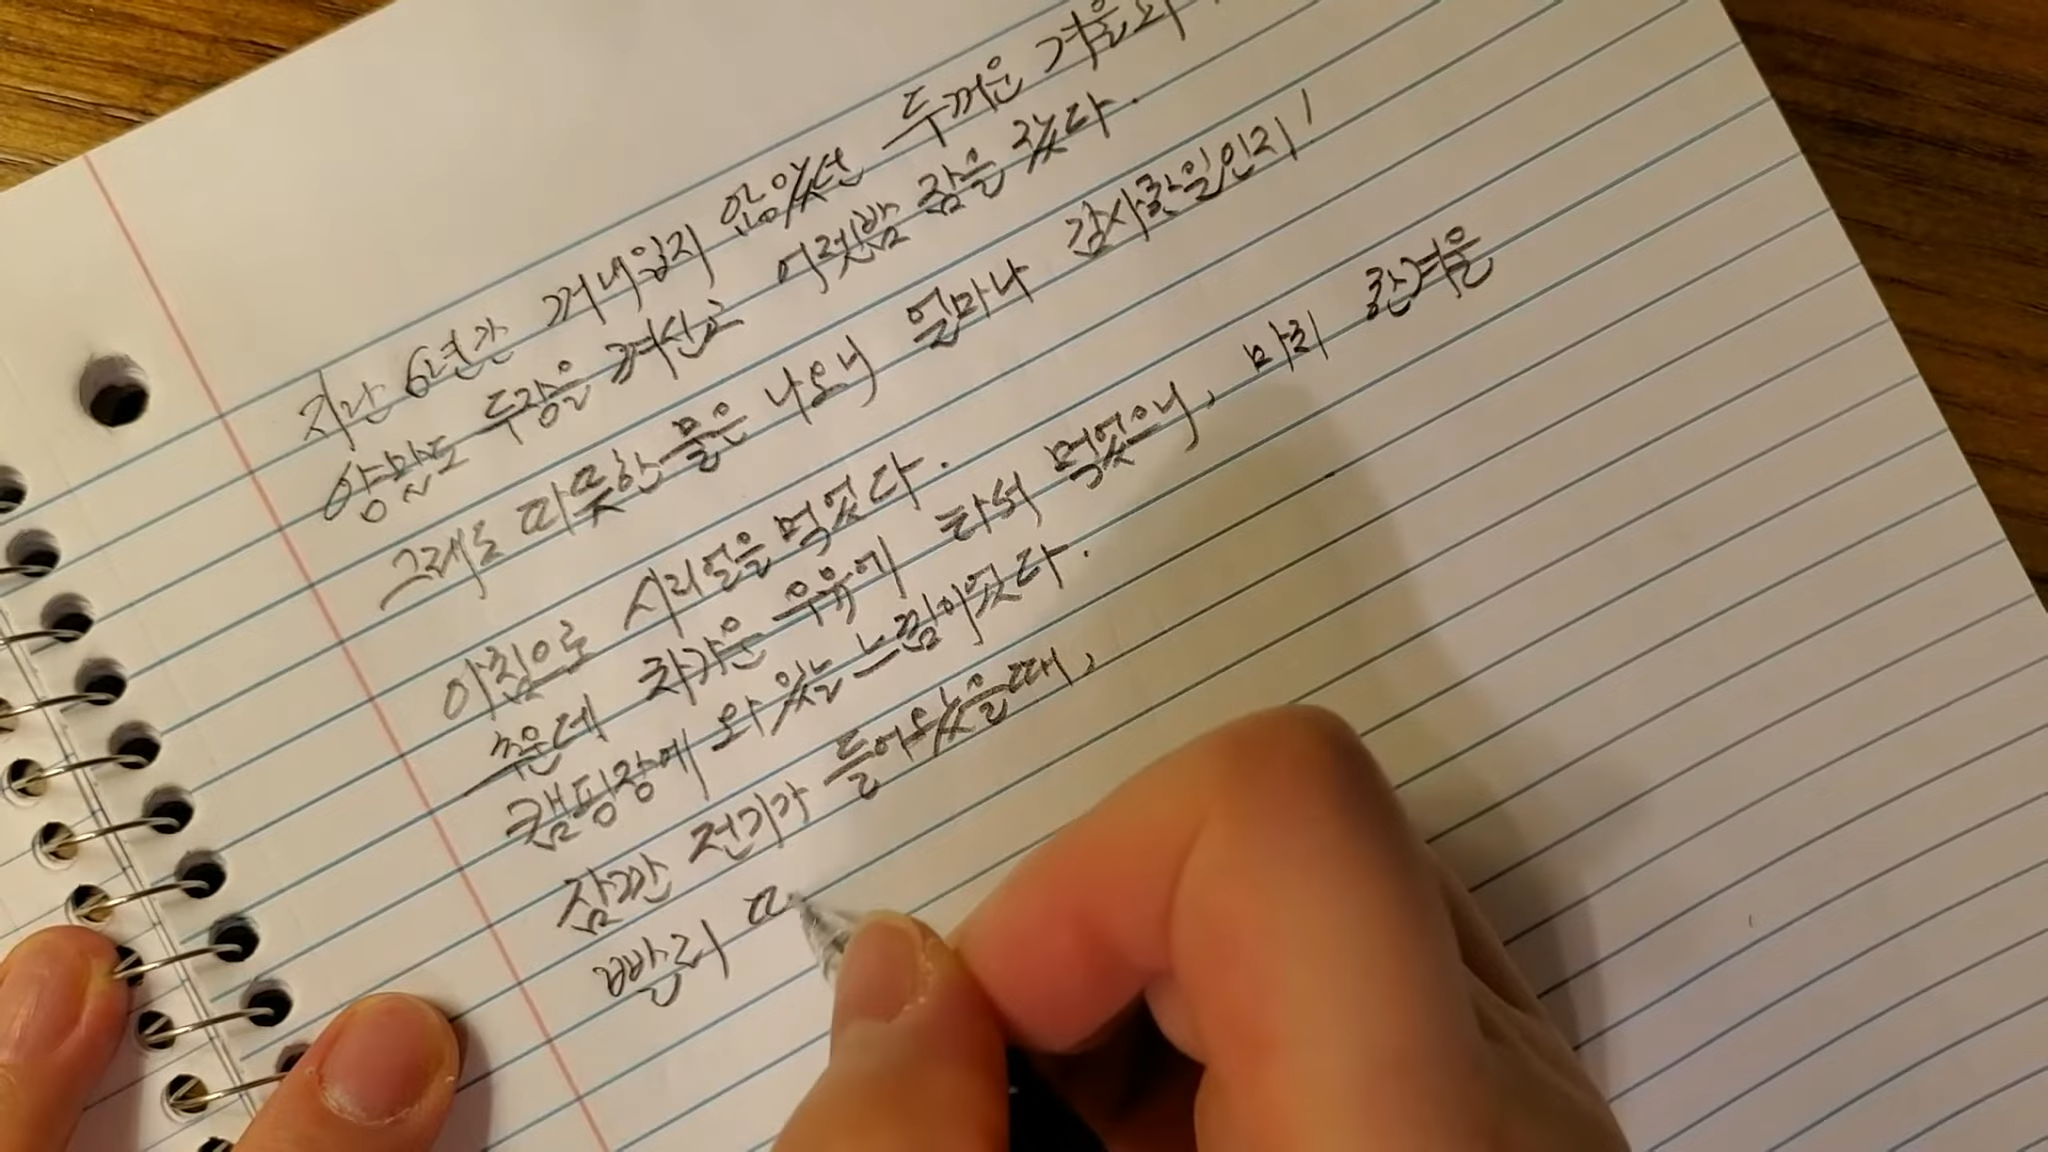 지난 6년간 꺼내입지 않았던 두꺼운 겨울
양말도 두장을 껴신고 어젯밤 잠을 잤다.
그래도 따뜻한 물은 나오니 얼마나 감사한일인지!
아침으로 시리얼을 먹었다.
추운데 차가운 우유에 타서 먹었으니, 마치 한겨울
캠핑장에 와있는 느낌이었다.
잠깐 전기가 들어왔을때,
빨리 따